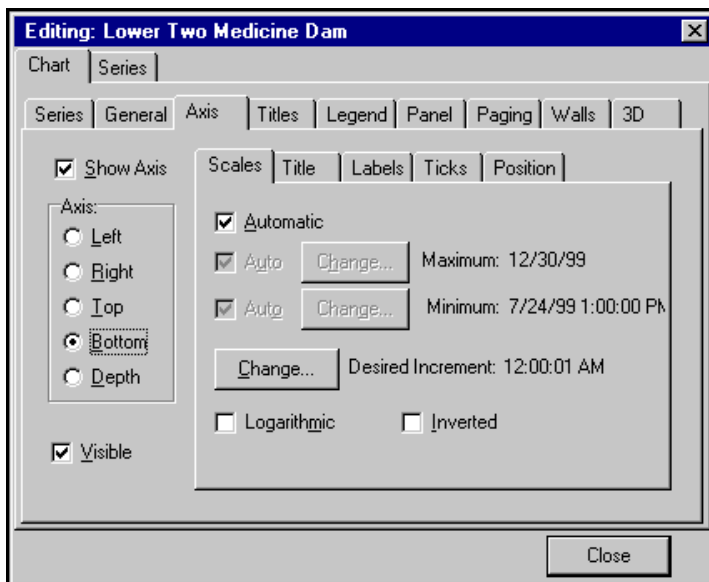 Editing: Lower Two Medicine Dam
Chart Series
Series General Axis Titles Legend Panel Paging Walls 3D
Show Axis
Scales Title Labels Ticks Position
Axis:
Left
Right
Top
Bottom
Depth
Visible
Automatic
Auto Change... Maximum: 12/30/99
Auto Change... Minimum: 7/24/99 1:00:00 PM
Change... Desired Increment: 12:00:01 AM
Logarithmic Inverted
Close